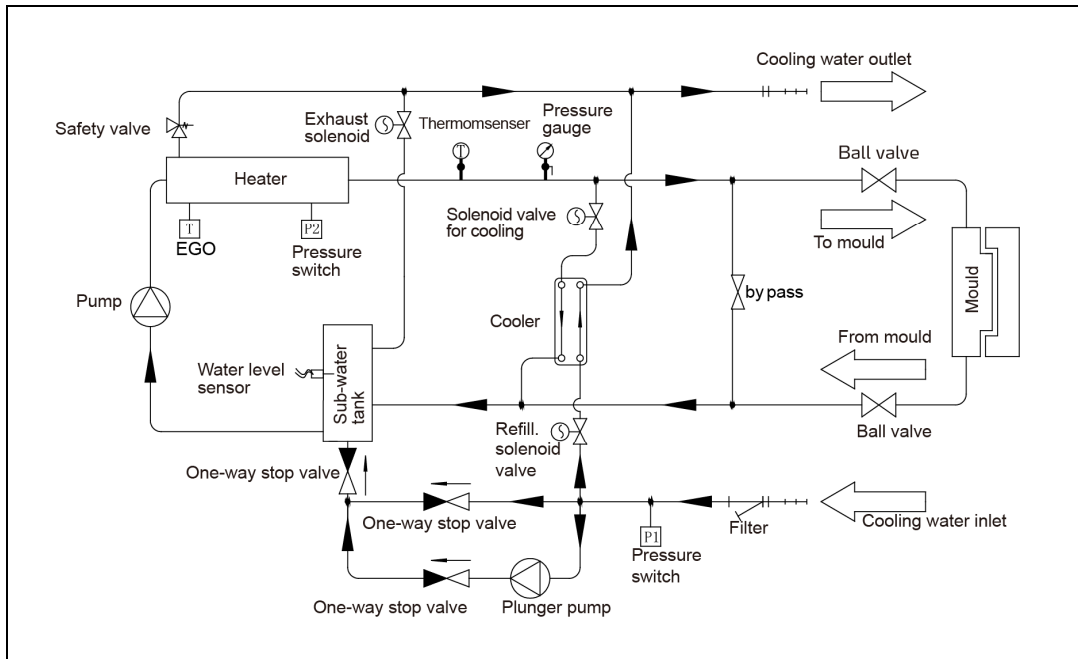 Cooling water outlet
Safety valve
Exhaust
solenoid
Thermomsenser
Pressure
gauge
Ball valve
Heater
T
T
EGO
P2
Pressure
switch
Solenoid valve
for cooling
To mould
Pump
Cooler
by pass
Mould
From mould
Water level
sensor
Sub-water
tank
Ball valve
Refill.
solenoid
valve
One-way stop valve
One-way stop valve
P1
Pressure
switch
Filter
Cooling water inlet
One-way stop valve
Plunger pump